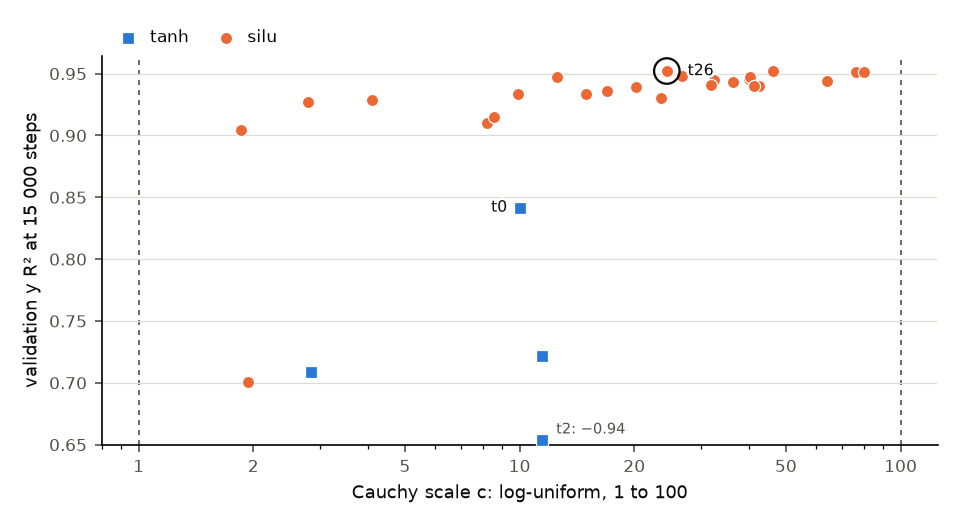 tanh silu
validation y R² at 15 000 steps
0.95
0.90
0.85
0.80
0.75
0.70
0.65
t26
t0
t2: −0.94
1 2 5 10 20 50 100
Cauchy scale c: log-uniform, 1 to 100